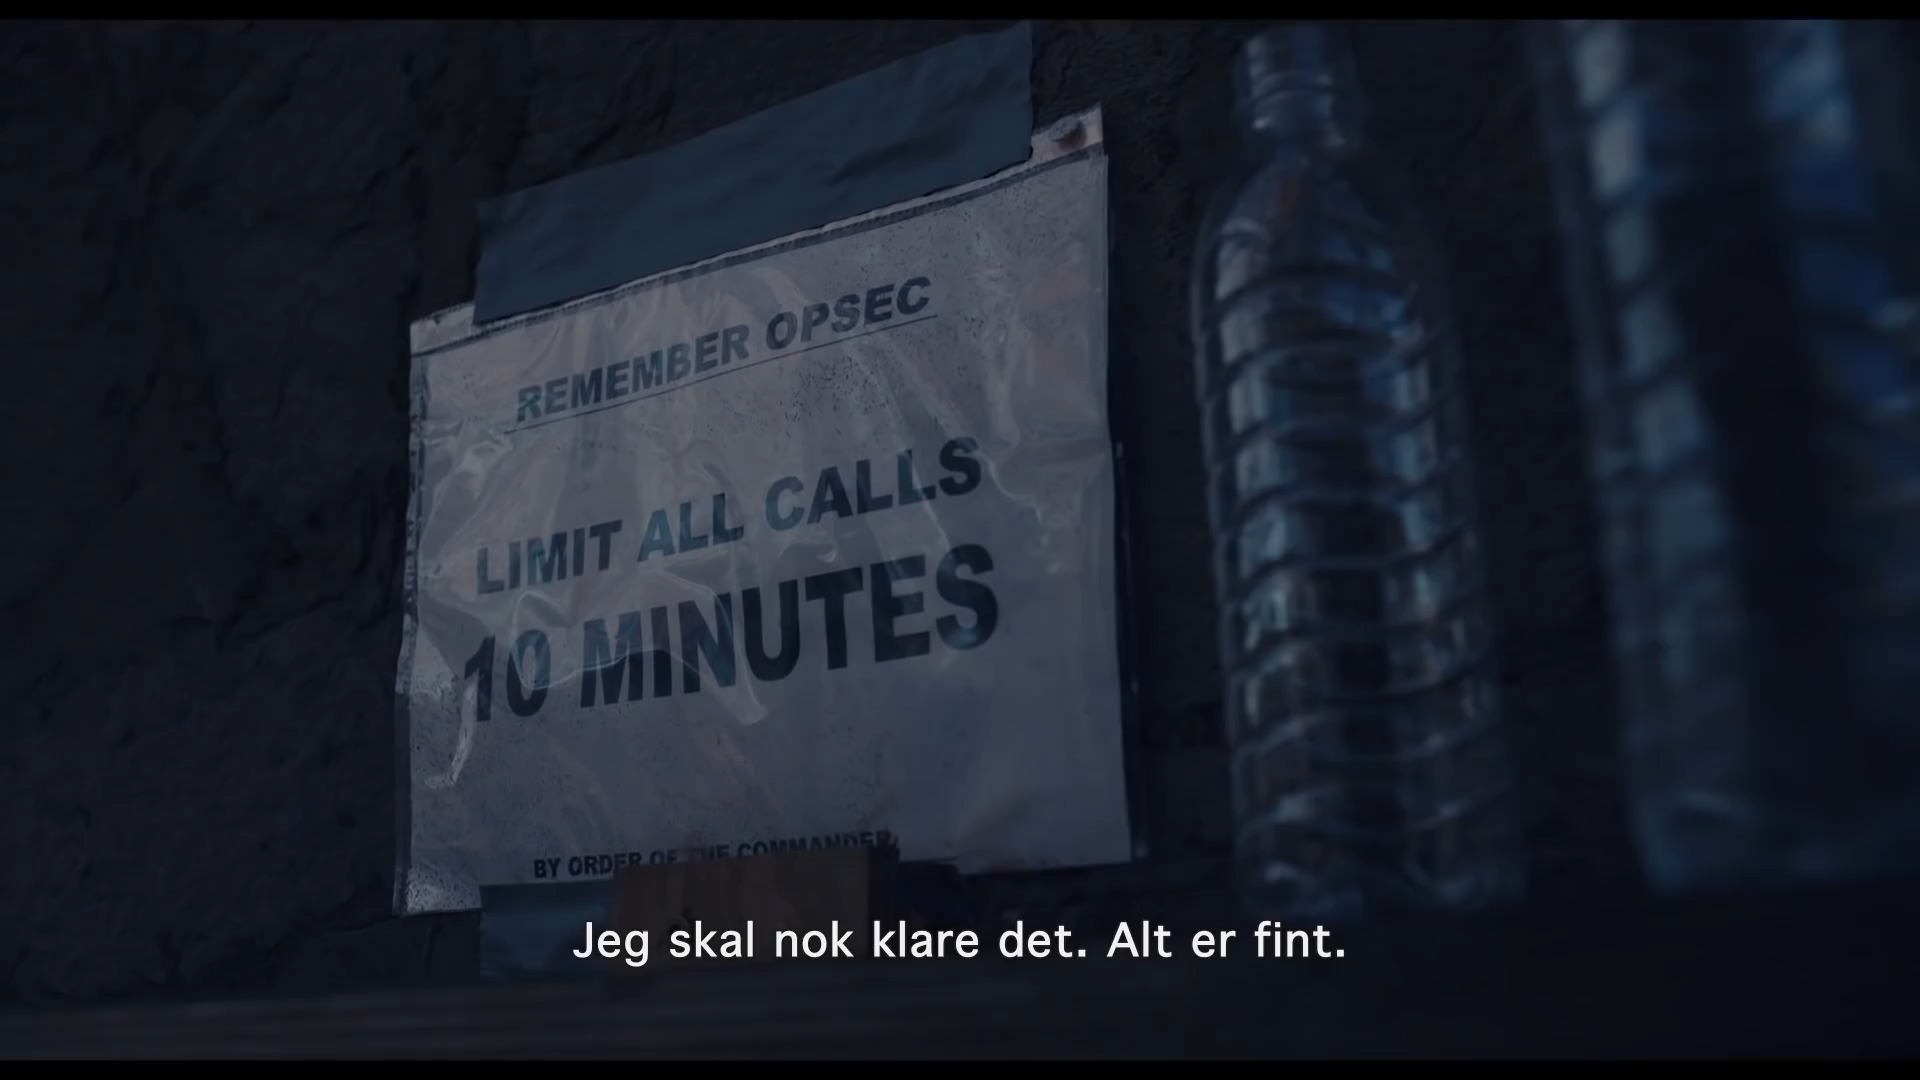 REMEMBER OPSEC
LIMIT ALL CALLS
10 MINUTES
BY ORDER OF THE COMMANDER
Jeg skal nok klare det. Alt er fint.